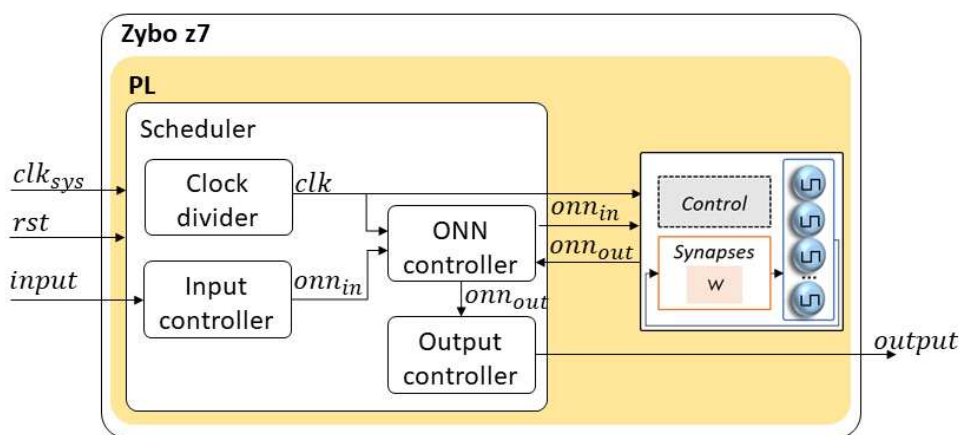 Zybo z7
PL
Scheduler
clk_sys
rst
input
Clock
divider
clk
Input
controller
onn_in
ONN
controller
onn_out
Output
controller
onn_in
onn_out
Control
Synapses
W
...
output